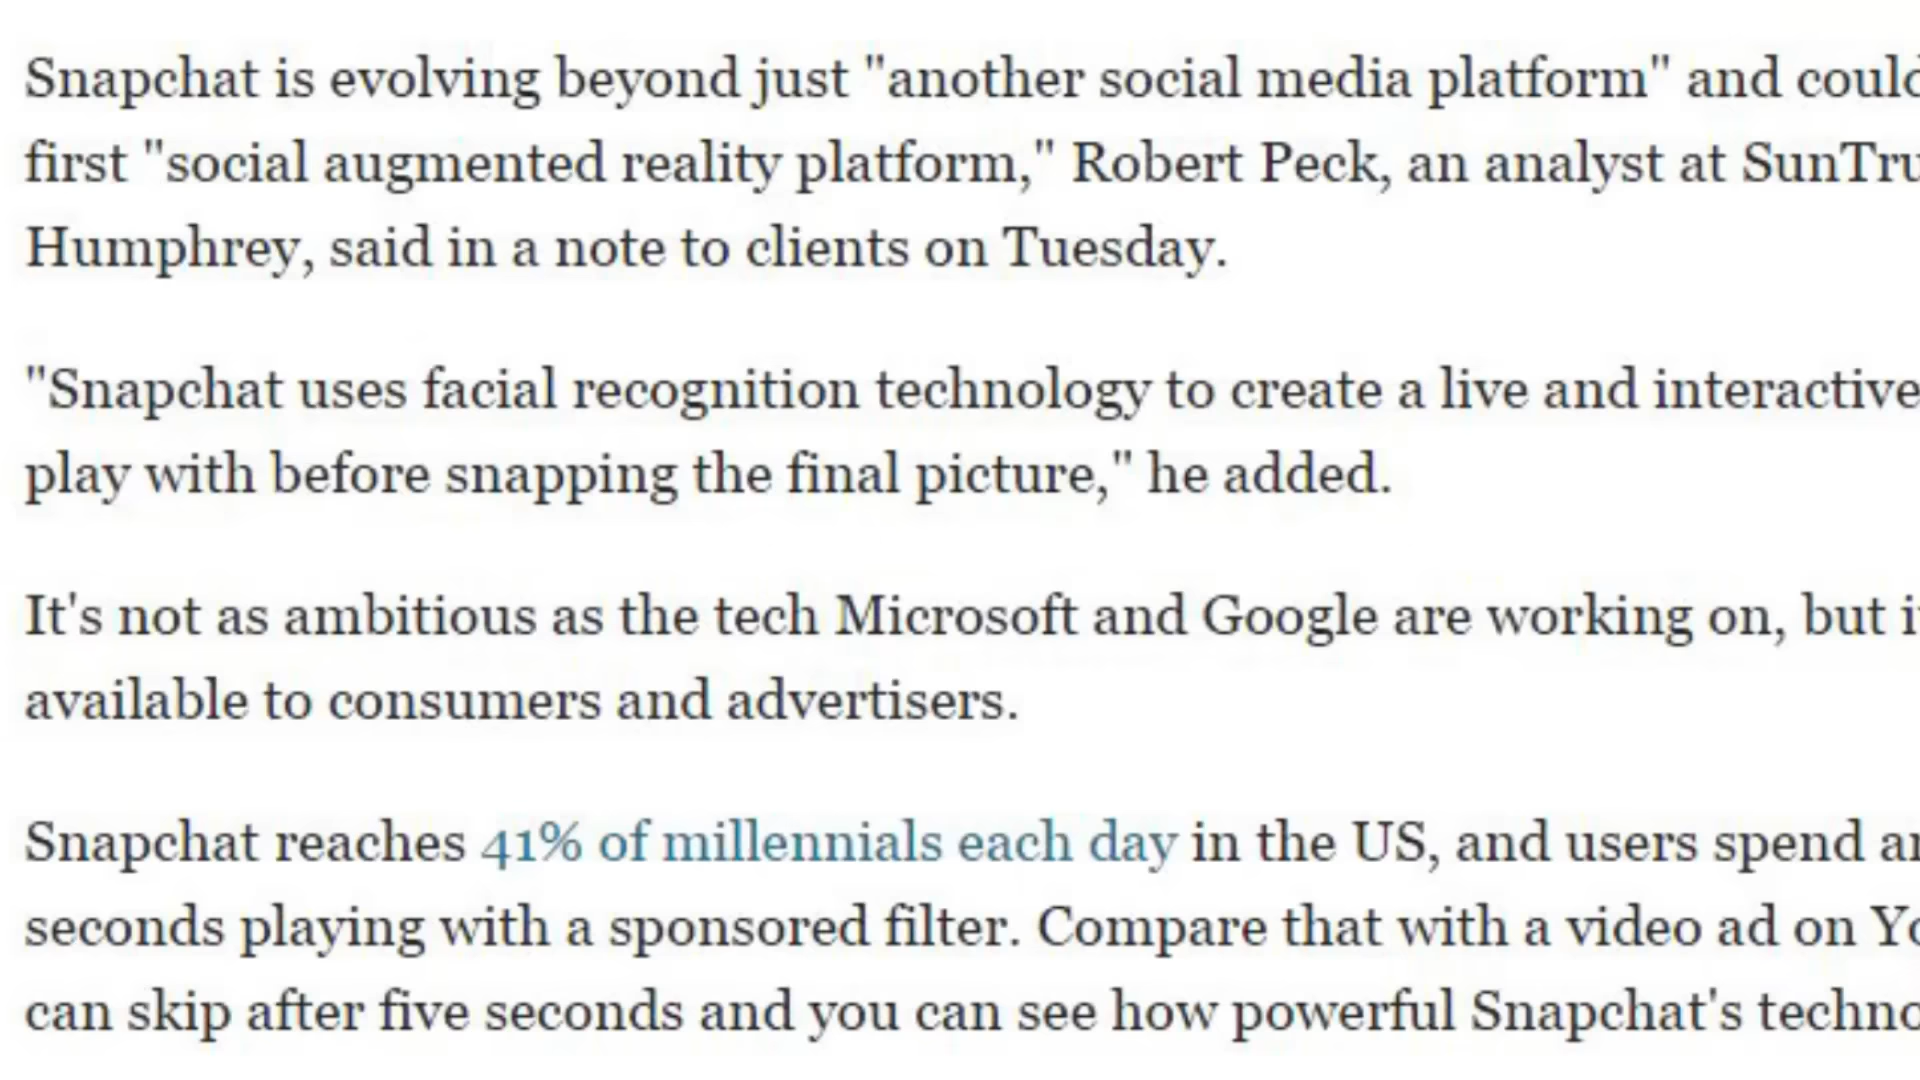 Snapchat is evolving beyond just "another social media platform" and could
first "social augmented reality platform," Robert Peck, an analyst at SunTru
Humphrey, said in a note to clients on Tuesday.
"Snapchat uses facial recognition technology to create a live and interactive
play with before snapping the final picture," he added.
It's not as ambitious as the tech Microsoft and Google are working on, but
available to consumers and advertisers.
Snapchat reaches 41% of millennials each day in the US, and users spend
seconds playing with a sponsored filter. Compare that with a video ad on
can skip after five seconds and you can see how powerful Snapchat's techno